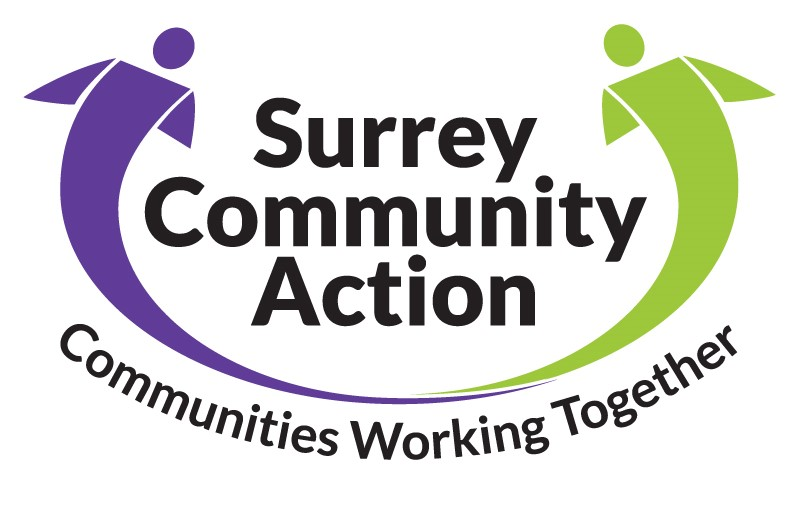 Surrey
Community
Action
Communities Working Together